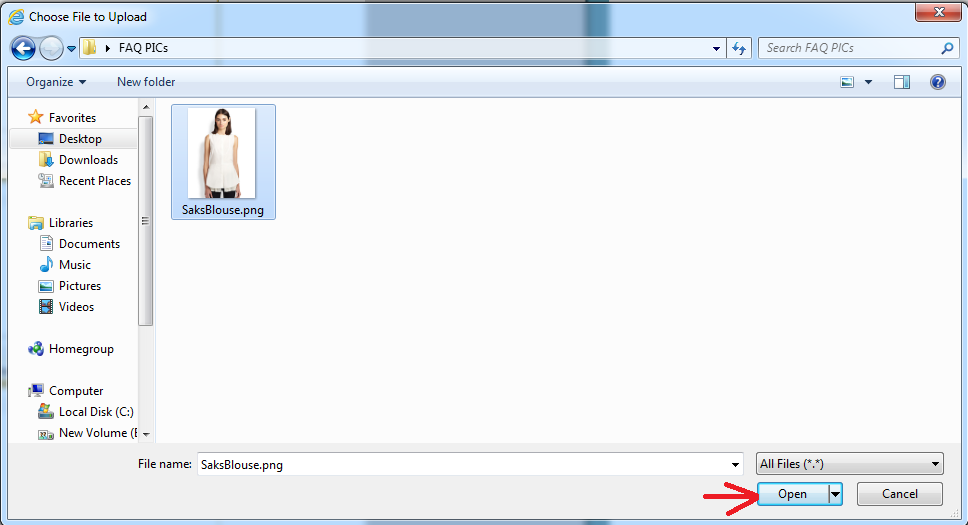 Choose File to Upload
FAQ PICs
Search FAQ PICs
Organize
New folder
Favorites
Desktop
Downloads
Recent Places
Libraries
Documents
Music
Pictures
Videos
Homegroup
Computer
Local Disk (C:)
New Volume (E
SaksBlouse.png
File name:
SaksBlouse.png
All Files (*.*)
Open
Cancel